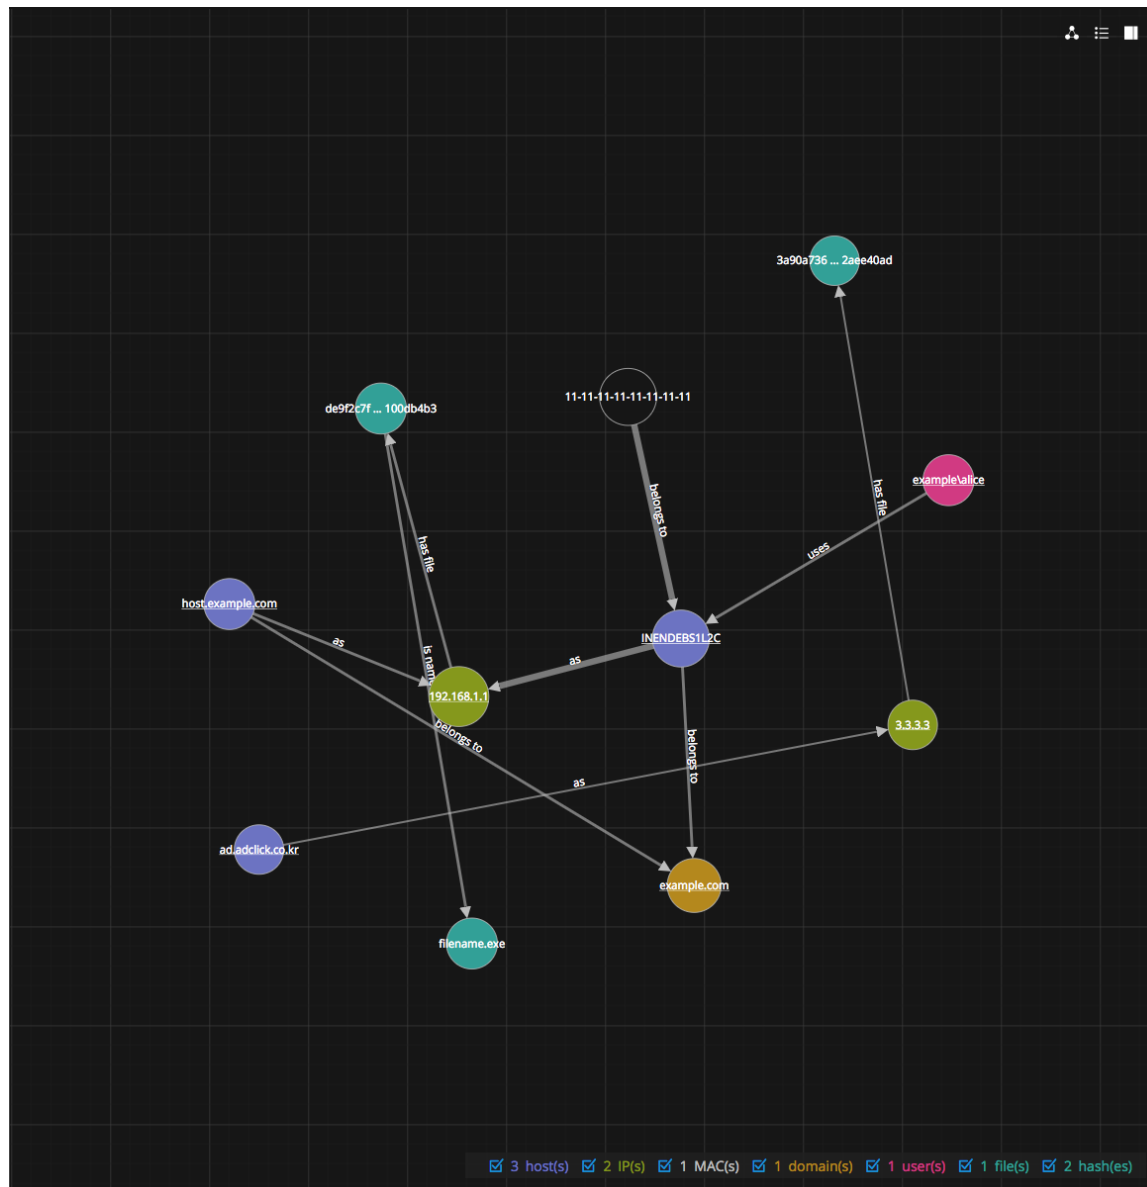 3a90a736 ... 2aee40ad
11-11-11-11-11-11-11-11
de9f2c7f ... 100db4b3
example\alice
has file
belongs to
has file
uses
host.example.com
as
INENDEBS1L2C
is nam
as
192.168.1.1
3.3.3.3
belongs to
belongs to
as
ad.adclick.co.kr
example.com
filename.exe
3 host(s) 2 IP(s) 1 MAC(s) 1 domain(s) 1 user(s) 1 file(s) 2 hash(es)